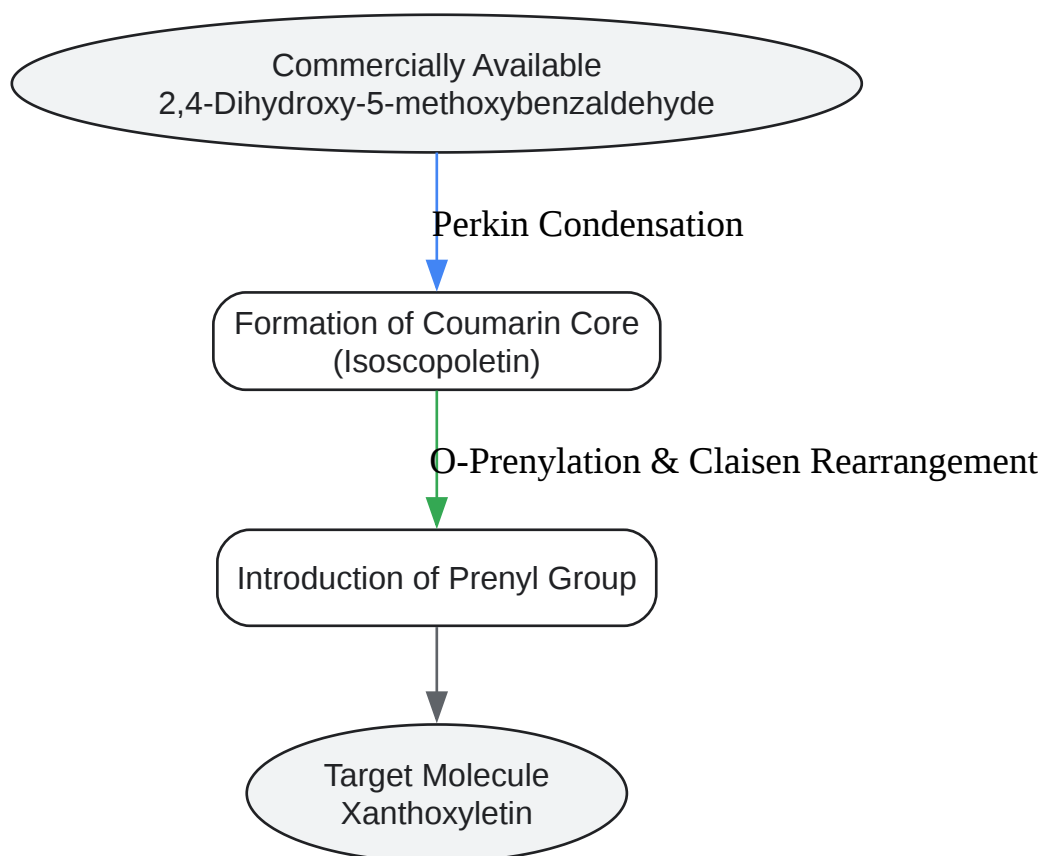 Commercially Available
2,4-Dihydroxy-5-methoxybenzaldehyde
Perkin Condensation
Formation of Coumarin Core
(Isoscopoletin)
O-Prenylation & Claisen Rearrangement
Introduction of Prenyl Group
Target Molecule
Xanthoxyletin